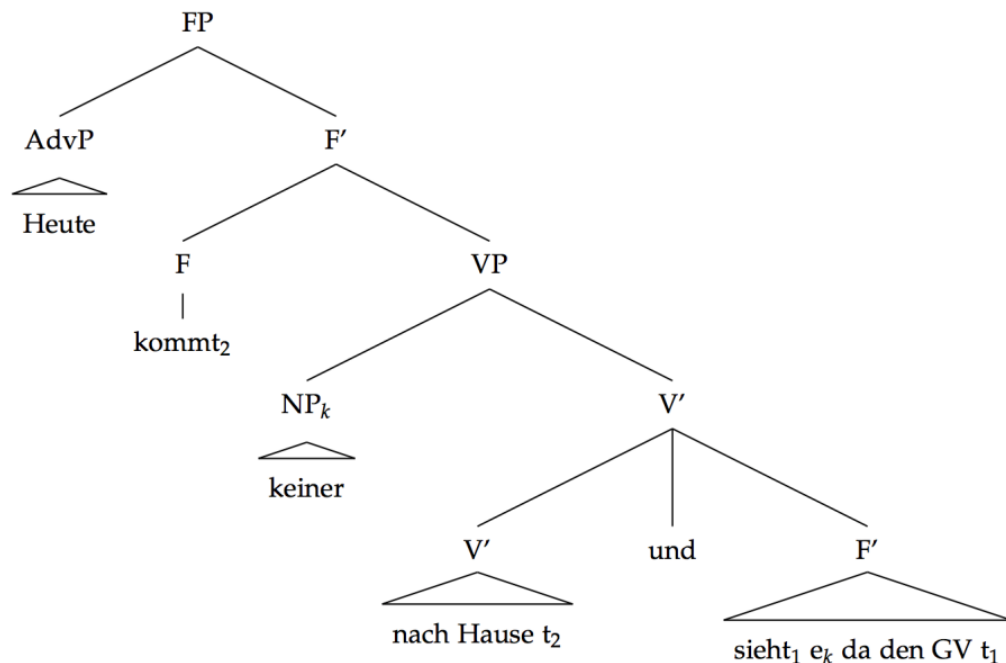 FP
AdvP F′
Heute
F VP
kommt₂
NPₖ V′
keiner
V′ und F′
nach Hause t₂ sieht₁ eₖ da den GV t₁